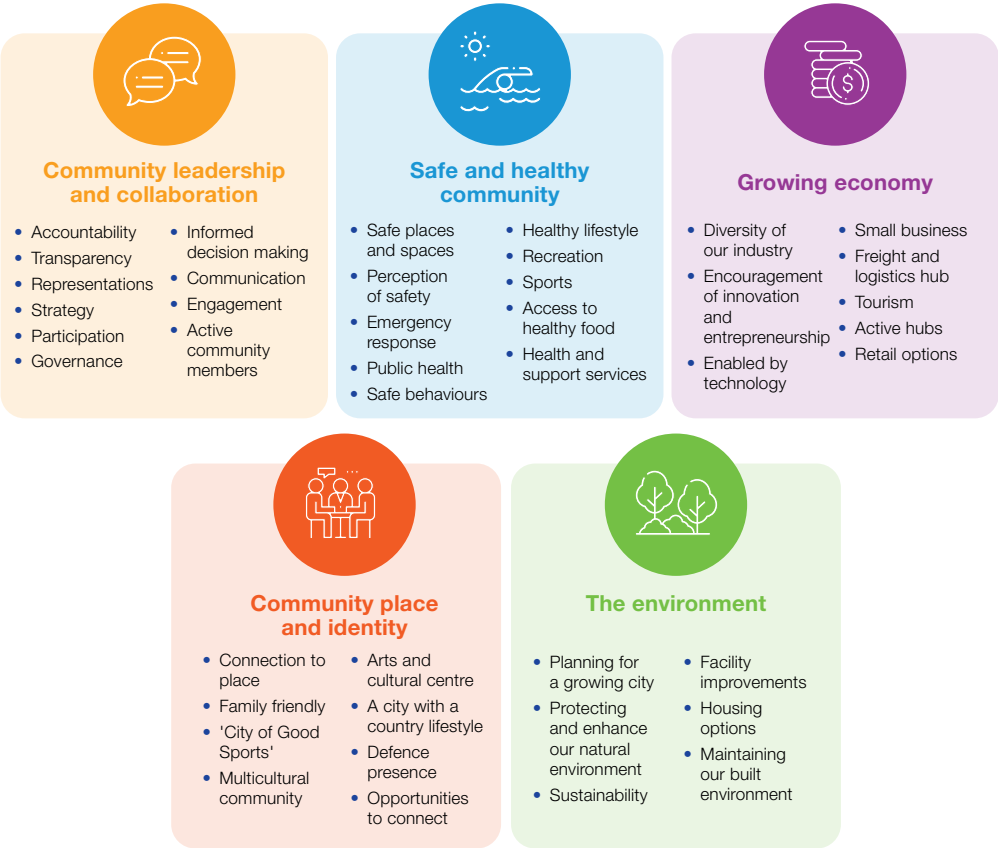 Community leadership
and collaboration
• Accountability
• Transparency
• Representations
• Strategy
• Participation
• Governance
• Informed
decision making
• Communication
• Engagement
• Active
community
members
Safe and healthy
community
• Safe places
and spaces
• Perception
of safety
• Emergency
response
• Public health
• Safe behaviours
• Healthy lifestyle
• Recreation
• Sports
• Access to
healthy food
• Health and
support services
$
Growing economy
• Diversity of
our industry
• Encouragement
of innovation
and
entrepreneurship
• Enabled by
technology
• Small business
• Freight and
logistics hub
• Tourism
• Active hubs
• Retail options
Community place
and identity
• Connection to
place
• Family friendly
• 'City of Good
Sports'
• Multicultural
community
• Arts and
cultural centre
• A city with a
country lifestyle
• Defence
presence
• Opportunities
to connect
The environment
• Planning for
a growing city
• Protecting
and enhance
our natural
environment
• Sustainability
• Facility
improvements
• Housing
options
• Maintaining
our built
environment